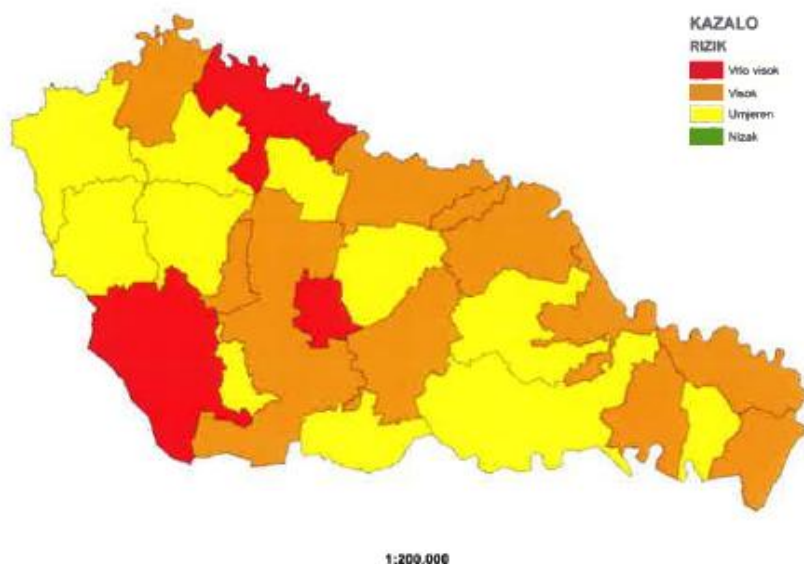 KAZALO
RIZIK
Vrlo visok
Visok
Umjeren
Nizak
1:200.000